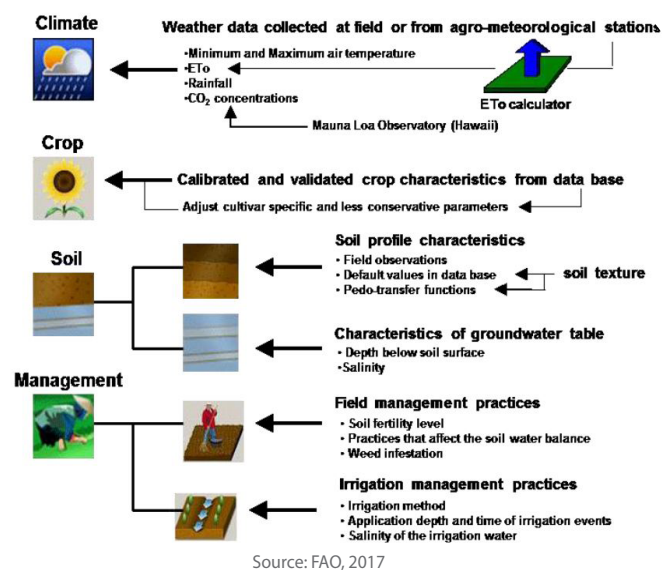 Climate
Weather data collected at field or from agro-meteorological stations
•Minimum and Maximum air temperature
•ETo
•Rainfall
•CO2 concentrations
ETo calculator
Mauna Loa Observatory (Hawaii)
Crop
Calibrated and validated crop characteristics from data base
Adjust cultivar specific and less conservative parameters
Soil
Soil profile characteristics
• Field observations
• Default values in data base
• Pedo-transfer functions
soil texture
Characteristics of groundwater table
• Depth below soil surface
•Salinity
Management
Field management practices
• Soil fertility level
• Practices that affect the soil water balance
• Weed infestation
Irrigation management practices
• Irrigation method
• Application depth and time of irrigation events
• Salinity of the irrigation water
Source: FAO, 2017